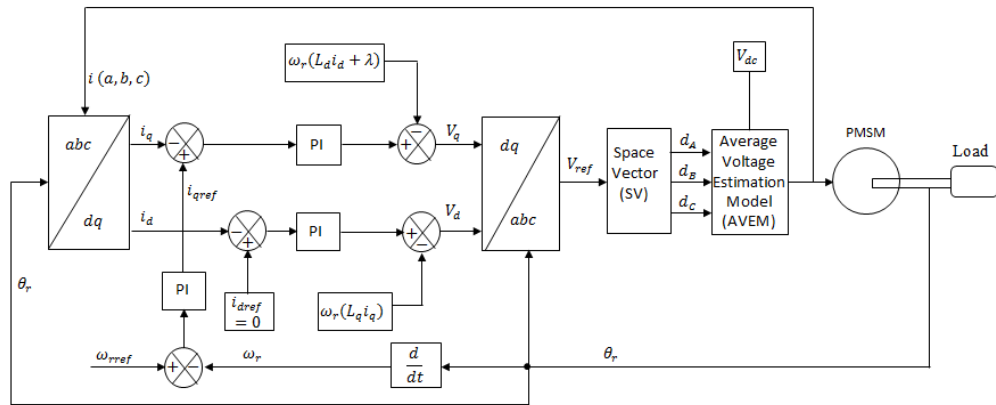 i (a, b, c)
ω_r(L_d i_d + λ)
V_dc
abc
dq
i_q
−
+
PI
−
+
V_q
dq
abc
V_ref
Space
Vector
(SV)
d_A
d_B
d_C
Average
Voltage
Estimation
Model
(AVEM)
PMSM
Load
i_qref
i_d
−
+
PI
+
−
V_d
θ_r
PI
i_dref
= 0
ω_r(L_q i_q)
ω_rref
+
−
ω_r
d
dt
θ_r